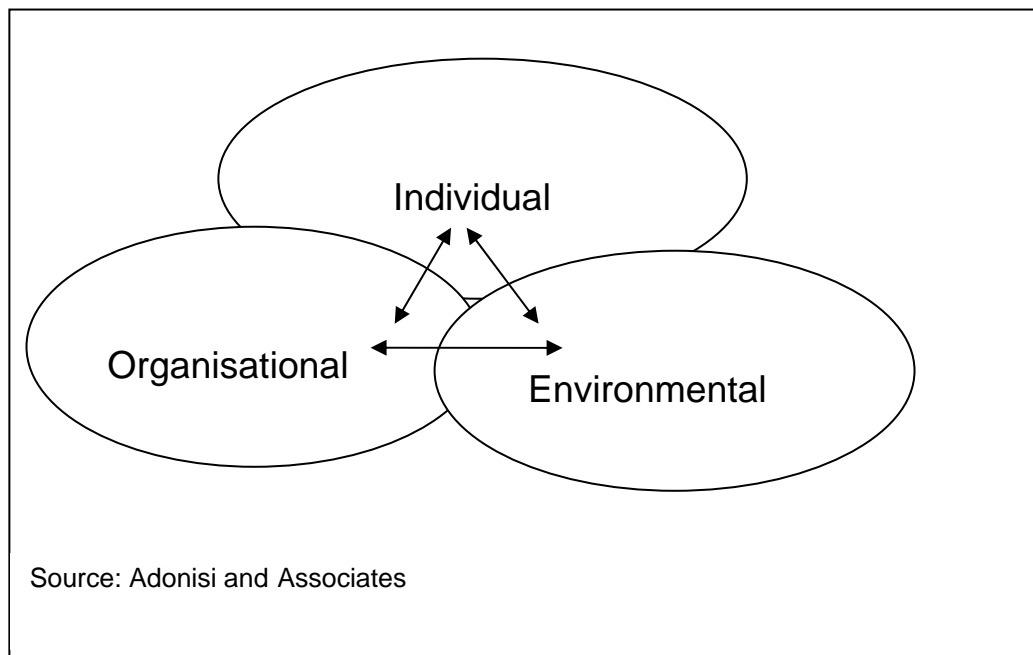 Individual
Organisational
Environmental
Source: Adonisi and Associates